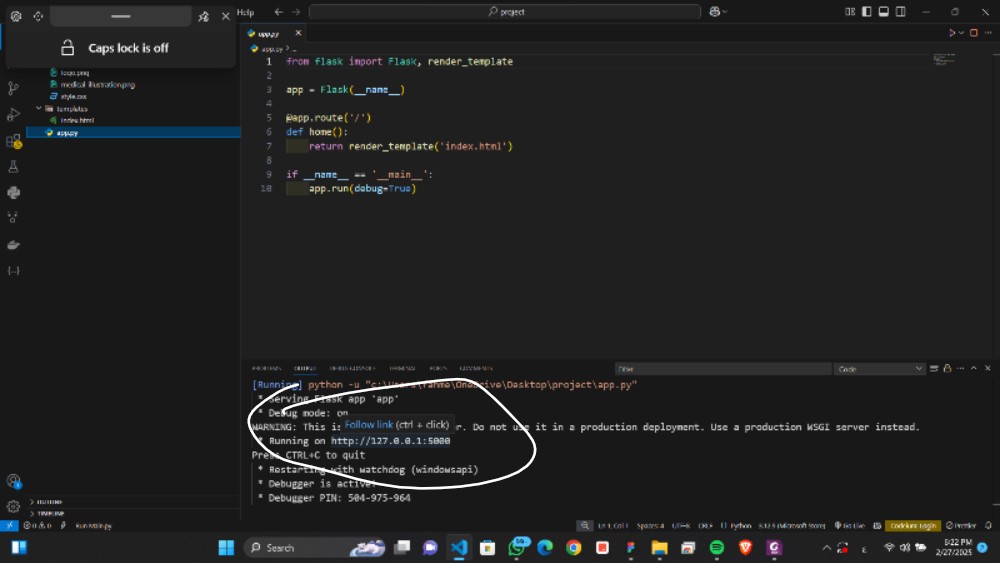 Help
project
Caps lock is off
app.py
app.py > ...
logo.png
medical illustration.png
style.css
templates
index.html
app.py
1 from flask import Flask, render_template
2
3 app = Flask(__name__)
4
5 @app.route('/')
6 def home():
7 return render_template('index.html')
8
9 if __name__ == '__main__':
10 app.run(debug=True)
PROBLEMS OUTPUT DEBUG CONSOLE TERMINAL PORTS COMMENTS
Filter
Code
[Running] python -u "c:\Users\OneDrive\Desktop\project\app.py"
* Serving Flask app 'app'
* Debug mode: on
WARNING: This is
Follow link (ctrl + click)
r. Do not use it in a production deployment. Use a production WSGI server instead.
* Running on http://127.0.0.1:5000
Press CTRL+C to quit
* Restarting with watchdog (windowsapi)
* Debugger is active!
* Debugger PIN: 504-975-964
OUTLINE
TIMELINE
0 0 Run Main.py
Ln 1, Col 1 Spaces: 4 UTF-8 CRLF Python 3.12.9 (Microsoft Store) Go Live Codeium: Login Prettier
Search
6:22 PM
2/27/2025